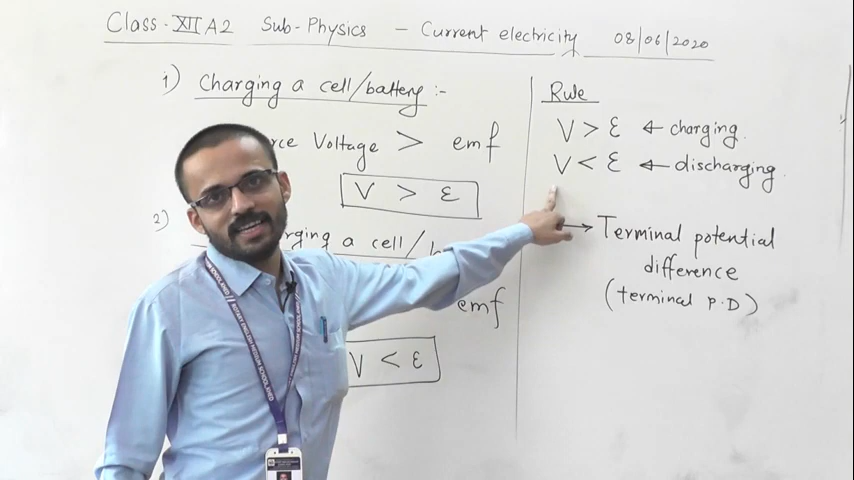 Class - XII A2 Sub - Physics - Current electricity 08/06/2020
1) Charging a cell/battery :-
Voltage > emf
V > ε
2)
a cell/
emf
V < ε
Rule
V > ε ← charging
V < ε ← discharging
→ Terminal potential
difference
(terminal P.D)